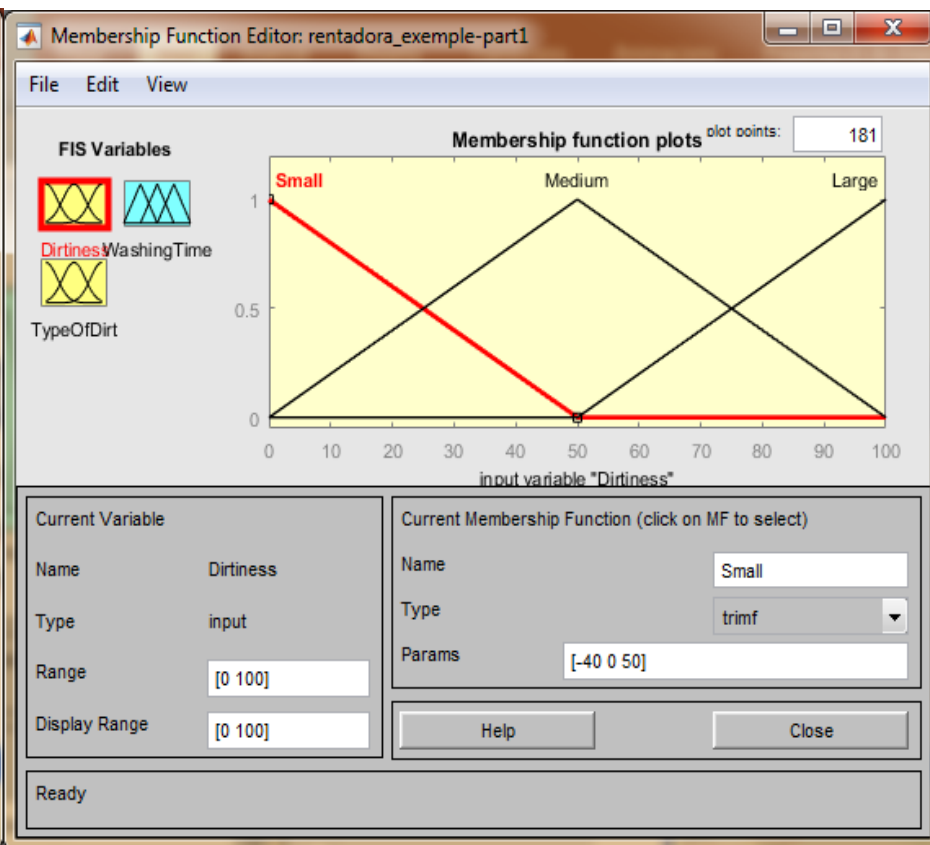 Membership Function Editor: rentadora_exemple-part1
File Edit View
FIS Variables
Dirtiness
WashingTime
TypeOfDirt
Membership function plots
plot points:
181
Small
Medium
Large
1
0.5
0
0 10 20 30 40 50 60 70 80 90 100
input variable "Dirtiness"
Current Variable
Name Dirtiness
Type input
Range [0 100]
Display Range [0 100]
Current Membership Function (click on MF to select)
Name Small
Type trimf
Params [-40 0 50]
Help Close
Ready